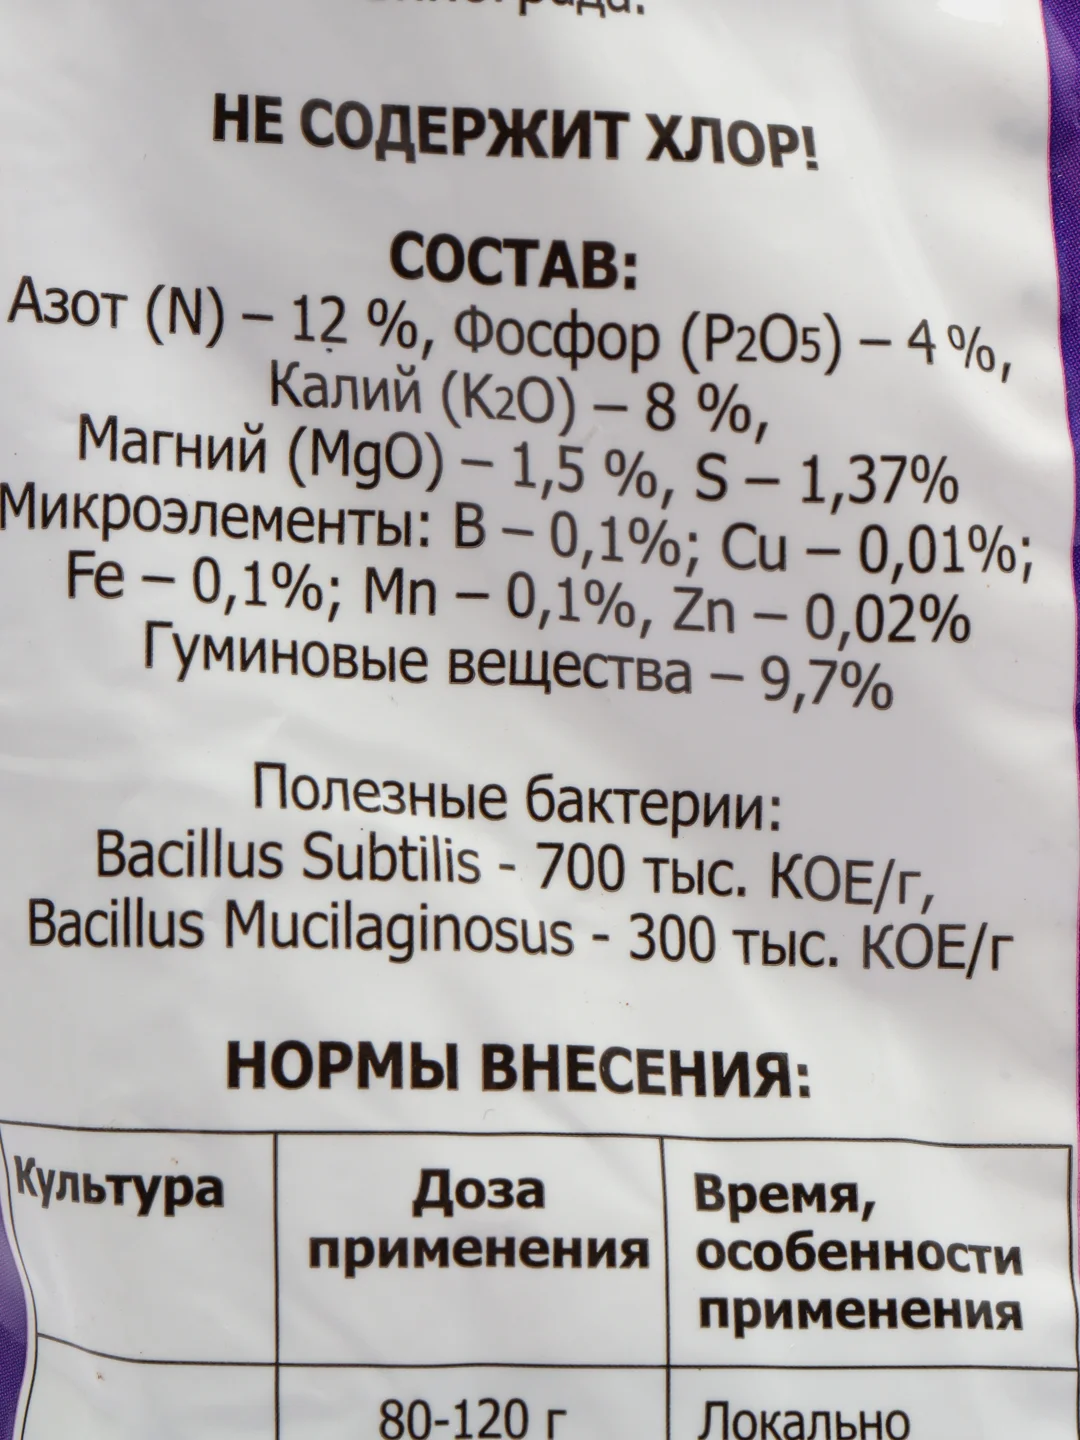 НЕ СОДЕРЖИТ ХЛОР!
СОСТАВ:
Азот (N) – 12 %, Фосфор (P2O5) – 4 %,
Калий (K2O) – 8 %,
Магний (MgO) – 1,5 %, S – 1,37%
Микроэлементы: B – 0,1%; Cu – 0,01%;
Fe – 0,1%; Mn – 0,1%, Zn – 0,02%
Гуминовые вещества – 9,7%
Полезные бактерии:
Bacillus Subtilis - 700 тыс. КОЕ/г,
Bacillus Mucilaginosus - 300 тыс. КОЕ/г
НОРМЫ ВНЕСЕНИЯ:
Культура
Доза
применения
Время,
особенности
применения
80-120 г
Локально